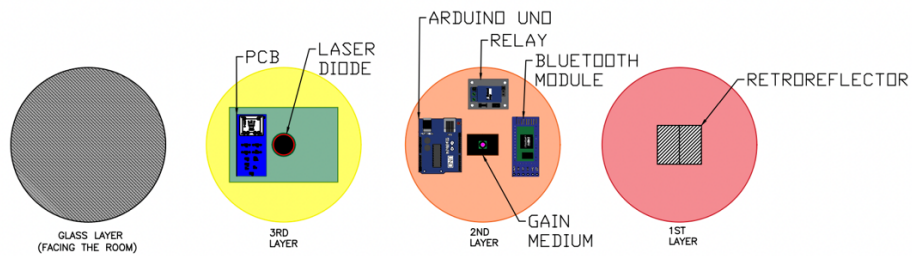 ARDUINO UNO
RELAY
PCB
LASER
DIODE
BLUETOOTH
MODULE
RETROREFLECTOR
GAIN
MEDIUM
GLASS LAYER
(FACING THE ROOM)
3RD
LAYER
2ND
LAYER
1ST
LAYER